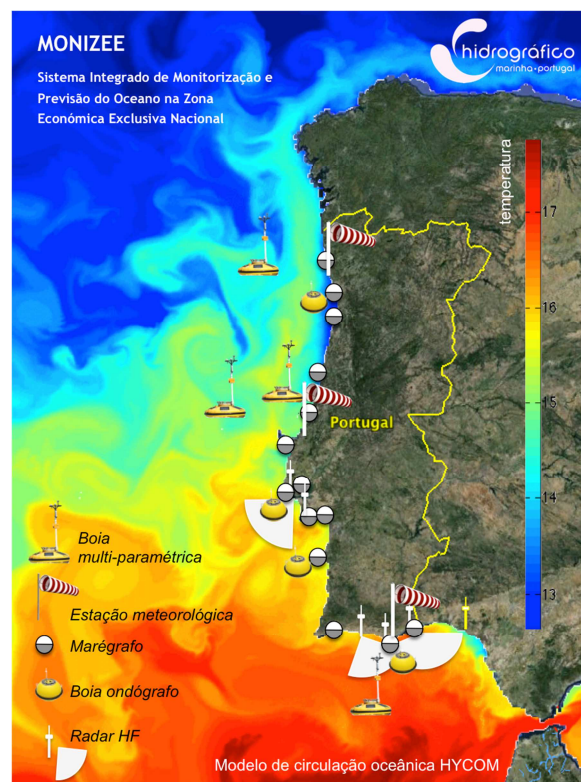 MONIZEE
Sistema Integrado de Monitorização e
Previsão do Oceano na Zona
Económica Exclusiva Nacional
hidrográfico
marinha·portugal
temperatura
17
16
15
14
13
Portugal
Boia
multi-paramétrica
Estação meteorológica
Marégrafo
Boia ondógrafo
Radar HF
Modelo de circulação oceânica HYCOM